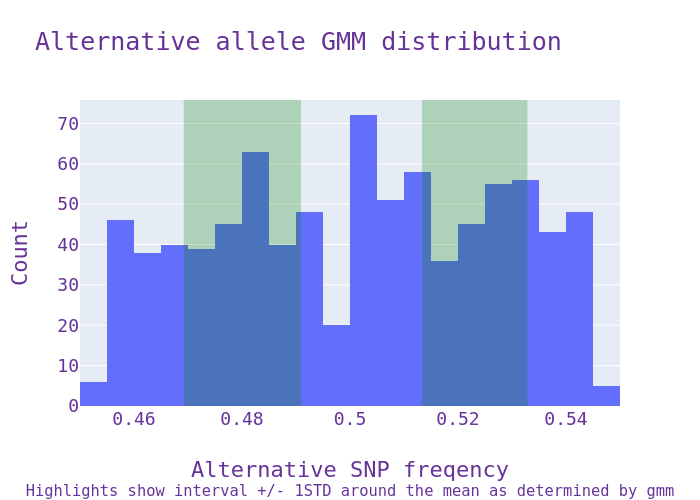 Alternative allele GMM distribution
Count
70
60
50
40
30
20
10
0
0.46 0.48 0.5 0.52 0.54
Alternative SNP freqency
Highlights show interval +/- 1STD around the mean as determined by gmm